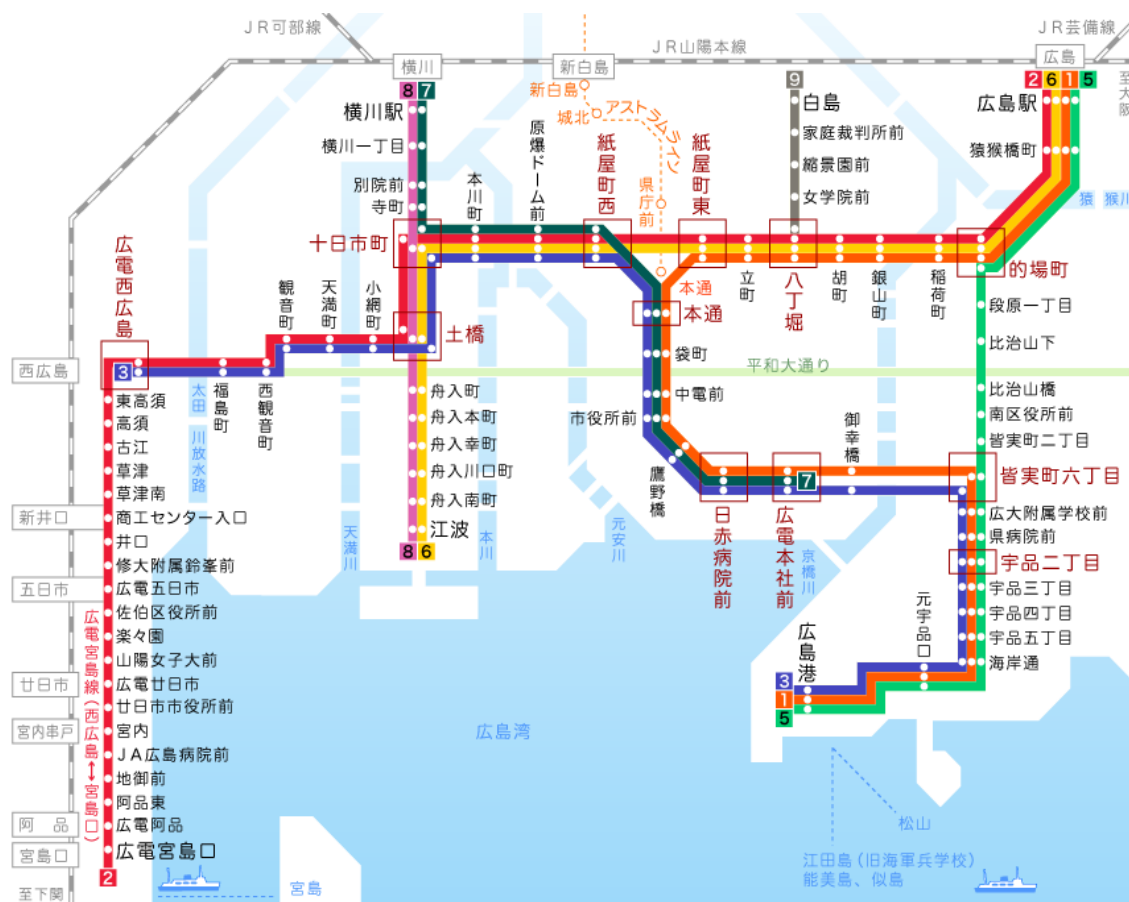 JR可部線
JR芸備線
JR山陽本線
横川
新白島
広島
至大阪
8
7
9
2
6
1
5
新白島
城北
アストラムライン
県庁前
本通
横川駅
横川一丁目
別院前
寺町
十日市町
本川町
原爆ドーム前
紙屋町西
紙屋町東
白島
家庭裁判所前
縮景園前
女学院前
広島駅
猿猴橋町
猿猴川
立町
八丁堀
胡町
銀山町
稲荷町
的場町
広電西広島
観音町
天満町
小網町
土橋
本通
段原一丁目
比治山下
西広島
3
平和大通り
袋町
中電前
市役所前
比治山橋
南区役所前
皆実町二丁目
福島町
西観音町
太田川放水路
東高須
高須
古江
草津
草津南
商工センター入口
井口
修大附属鈴峯前
広電五日市
佐伯区役所前
楽々園
山陽女子大前
広電廿日市
廿日市市役所前
宮内
JA広島病院前
地御前
阿品東
広電阿品
広電宮島口
2
新井口
五日市
廿日市
宮内串戸
阿品
宮島口
至下関
広電宮島線(西広島↔宮島口)
舟入町
舟入本町
舟入幸町
舟入川口町
舟入南町
江波
8
6
天満川
本川
元安川
京橋川
鷹野橋
日赤病院前
広電本社前
7
御幸橋
皆実町六丁目
広大附属学校前
県病院前
宇品二丁目
宇品三丁目
宇品四丁目
宇品五丁目
海岸通
元宇品口
広島港
3
1
5
広島湾
宮島
松山
江田島(旧海軍兵学校)
能美島、似島